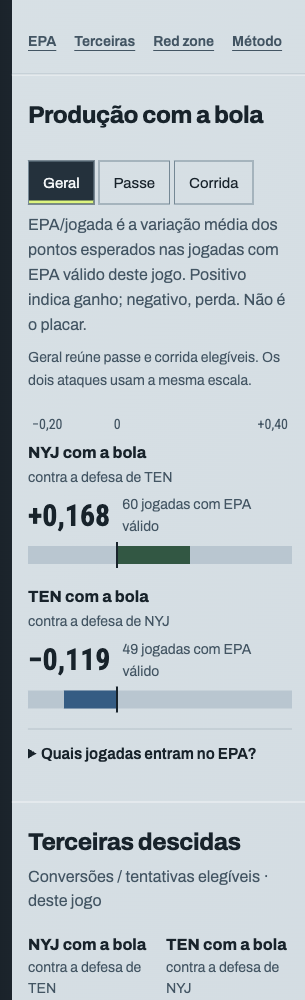 EPA Terceiras Red zone Método
Produção com a bola
Geral Passe Corrida
EPA/jogada é a variação média dos
pontos esperados nas jogadas com
EPA válido deste jogo. Positivo
indica ganho; negativo, perda. Não é
o placar.
Geral reúne passe e corrida elegíveis. Os
dois ataques usam a mesma escala.
−0,20 0 +0,40
NYJ com a bola
contra a defesa de TEN
+0,168 60 jogadas com EPA
válido
TEN com a bola
contra a defesa de NYJ
−0,119 49 jogadas com EPA
válido
▶ Quais jogadas entram no EPA?
Terceiras descidas
Conversões / tentativas elegíveis ·
deste jogo
NYJ com a bola TEN com a bola
contra a defesa de contra a defesa de
TEN NYJ